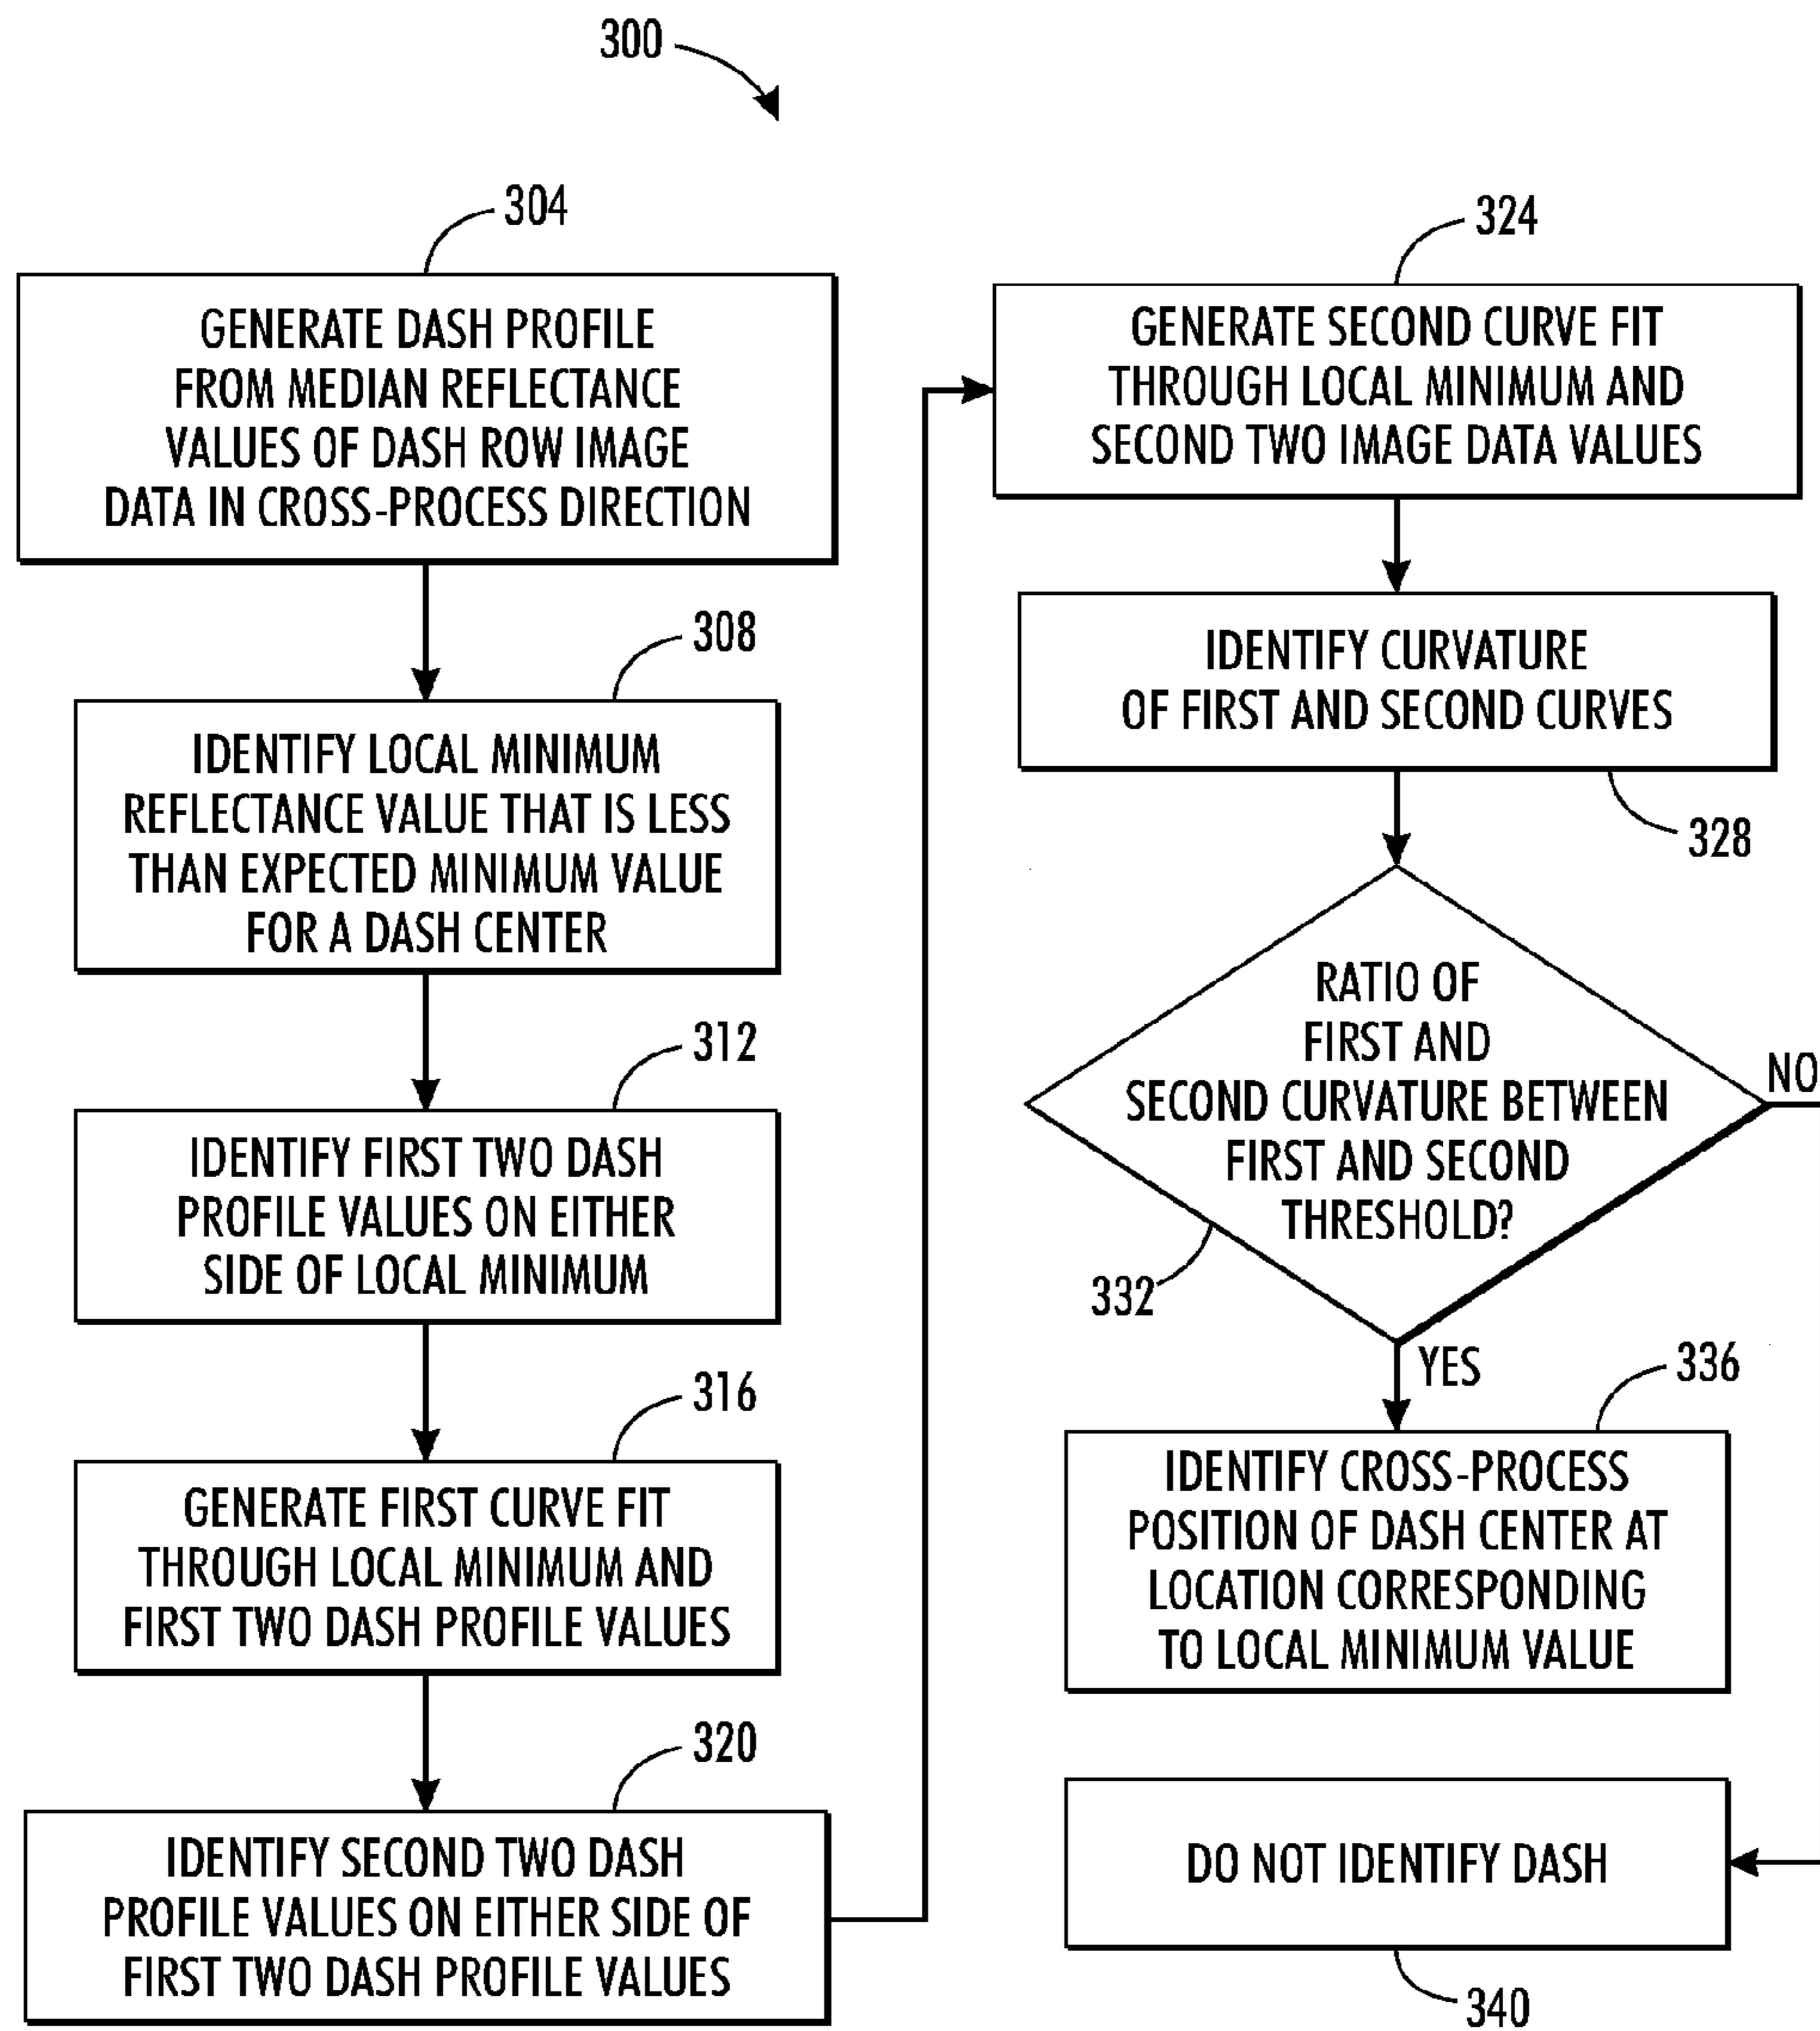 300
304
GENERATE DASH PROFILE
FROM MEDIAN REFLECTANCE
VALUES OF DASH ROW IMAGE
DATA IN CROSS-PROCESS DIRECTION
308
IDENTIFY LOCAL MINIMUM
REFLECTANCE VALUE THAT IS LESS
THAN EXPECTED MINIMUM VALUE
FOR A DASH CENTER
312
IDENTIFY FIRST TWO DASH
PROFILE VALUES ON EITHER
SIDE OF LOCAL MINIMUM
316
GENERATE FIRST CURVE FIT
THROUGH LOCAL MINIMUM AND
FIRST TWO DASH PROFILE VALUES
320
IDENTIFY SECOND TWO DASH
PROFILE VALUES ON EITHER SIDE OF
FIRST TWO DASH PROFILE VALUES
324
GENERATE SECOND CURVE FIT
THROUGH LOCAL MINIMUM AND
SECOND TWO IMAGE DATA VALUES
IDENTIFY CURVATURE
OF FIRST AND SECOND CURVES
328
RATIO OF
FIRST AND
SECOND CURVATURE BETWEEN
FIRST AND SECOND
THRESHOLD?
NO
332
YES
336
IDENTIFY CROSS-PROCESS
POSITION OF DASH CENTER AT
LOCATION CORRESPONDING
TO LOCAL MINIMUM VALUE
DO NOT IDENTIFY DASH
340